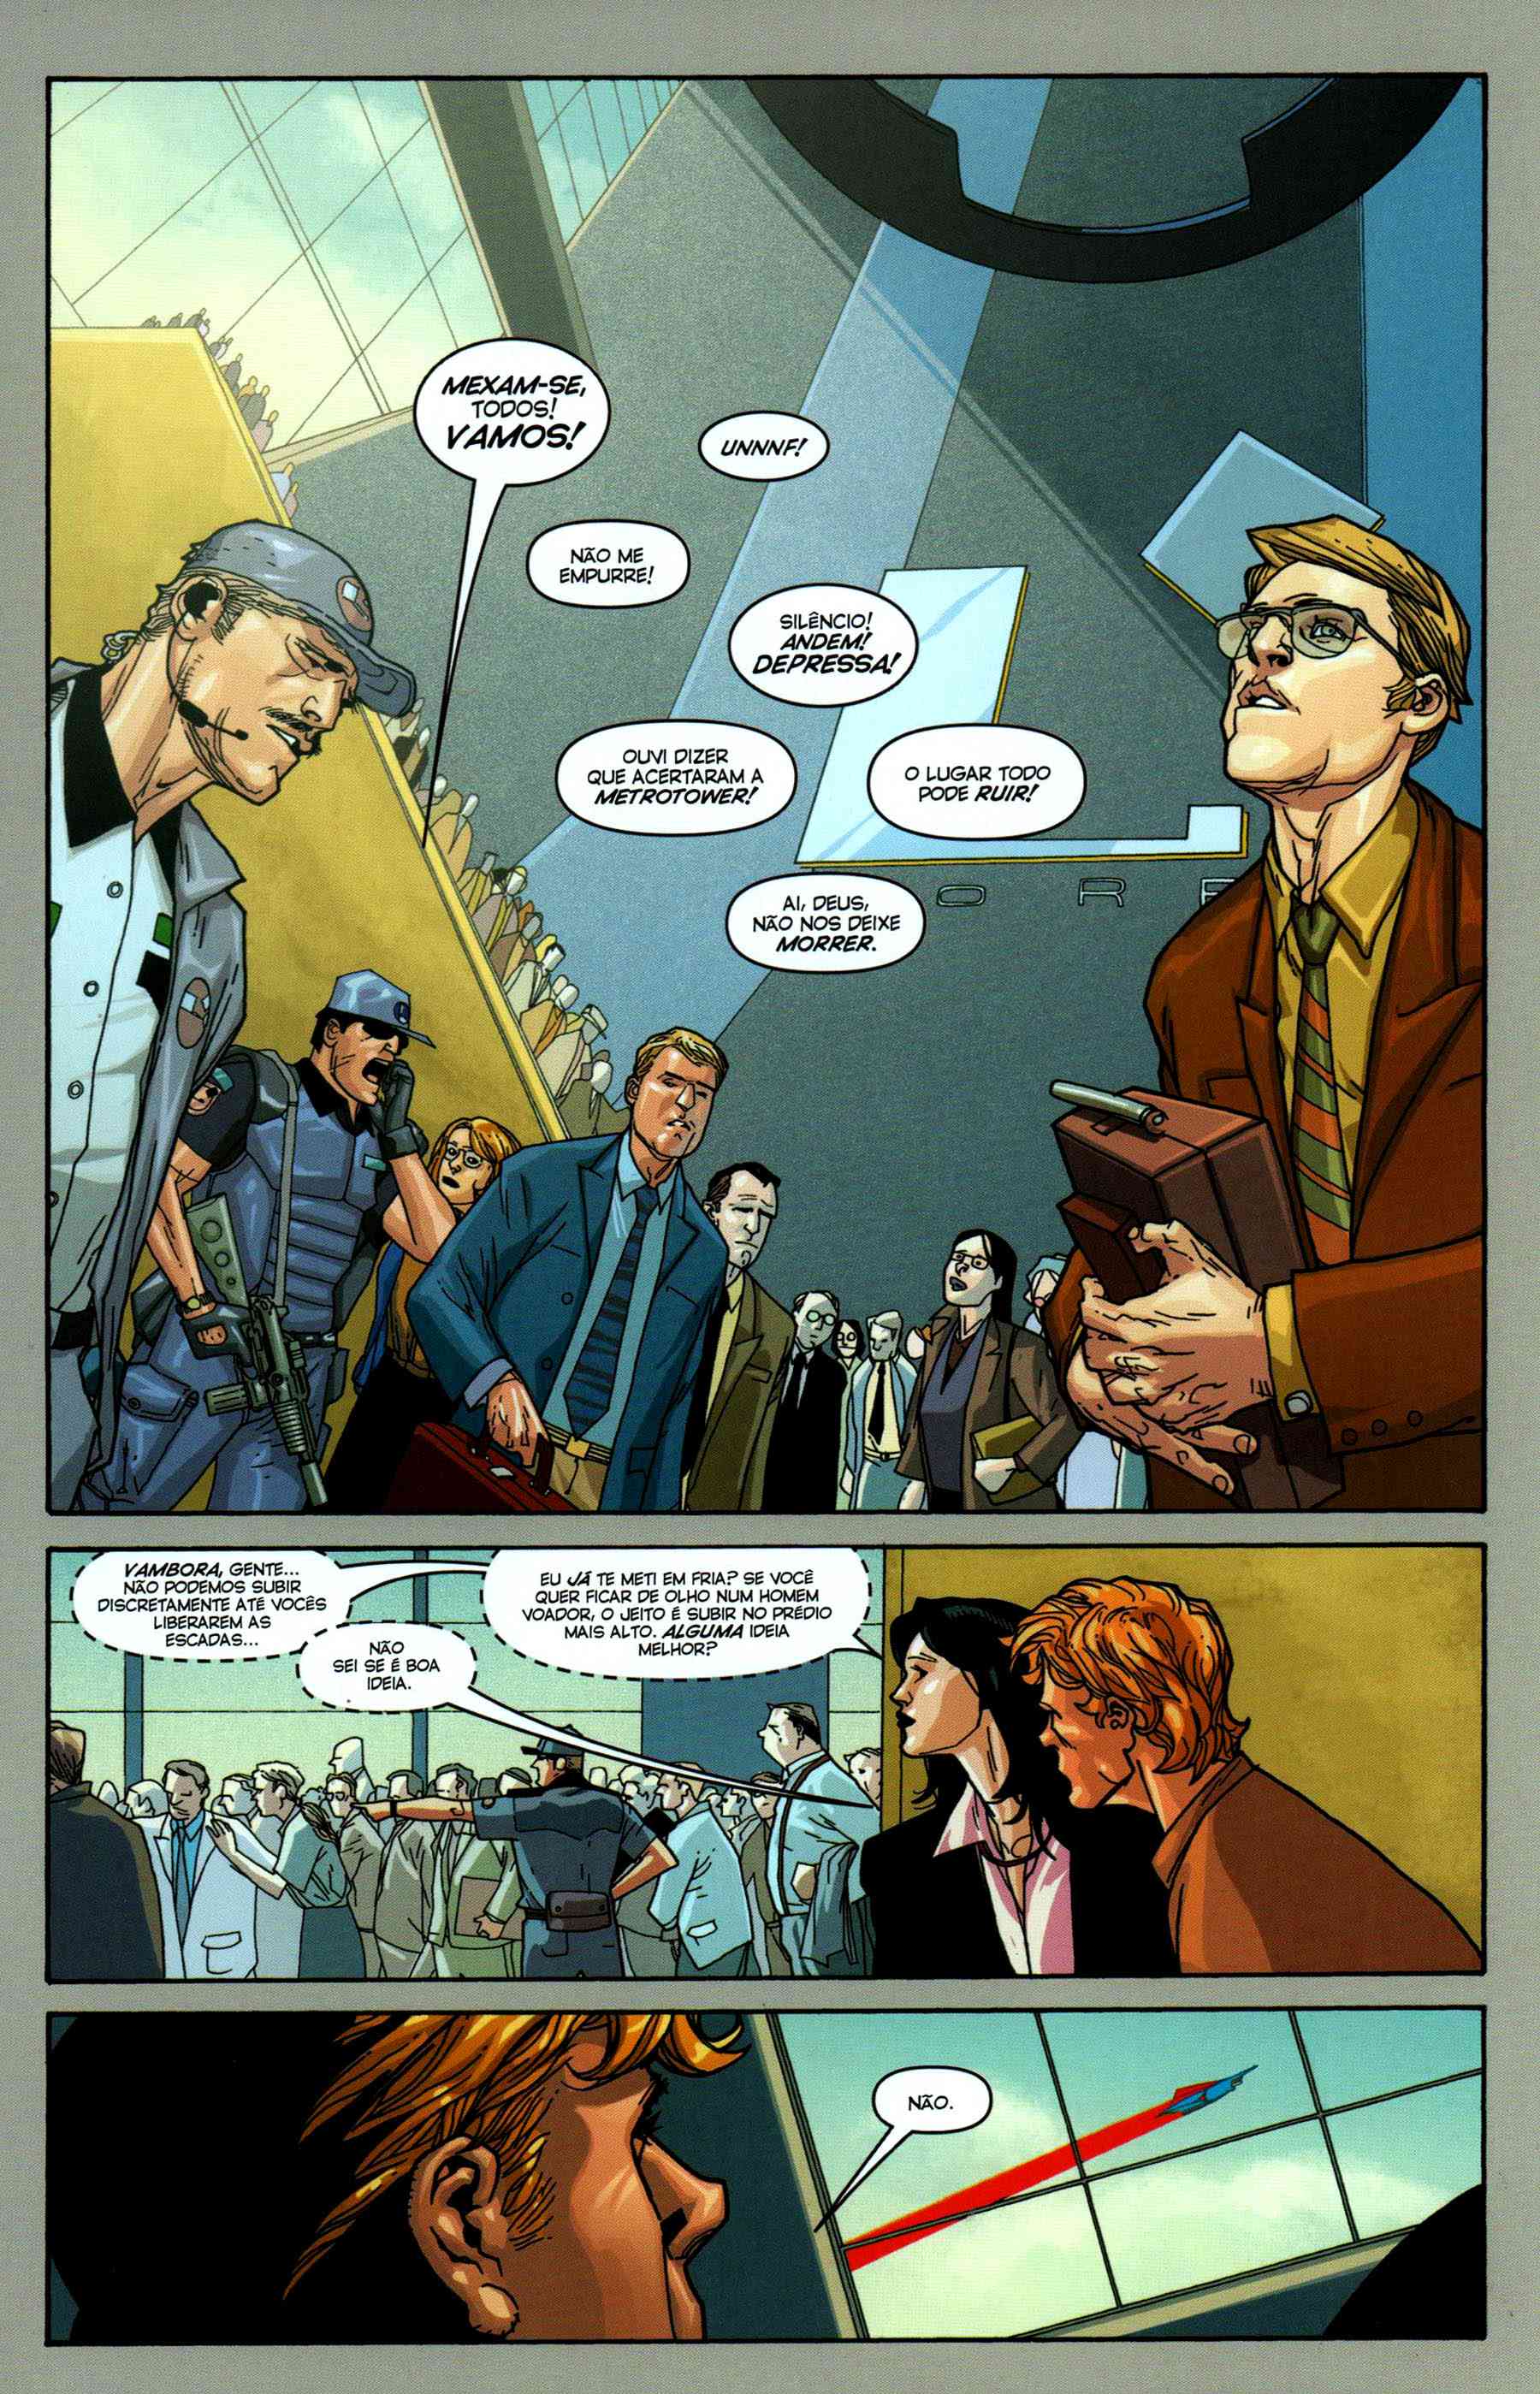 MEXAM-SE,
TODOS!
VAMOS!
UNNNF!
NÃO ME
EMPURRE!
SILÊNCIO!
ANDEM!
DEPRESSA!
OUVI DIZER
QUE ACERTARAM A
METROTOWER!
O LUGAR TODO
PODE RUIR!
AI, DEUS,
NÃO NOS DEIXE
MORRER.
O R P
VAMBORA, GENTE...
NÃO PODEMOS SUBIR
DISCRETAMENTE ATÉ VOCÊS
LIBERAREM AS
ESCADAS...
NÃO
SEI SE É BOA
IDEIA.
EU JÁ TE METI EM FRIA? SE VOCÊ
QUER FICAR DE OLHO NUM HOMEM
VOADOR, O JEITO É SUBIR NO PRÉDIO
MAIS ALTO. ALGUMA IDEIA
MELHOR?
NÃO.